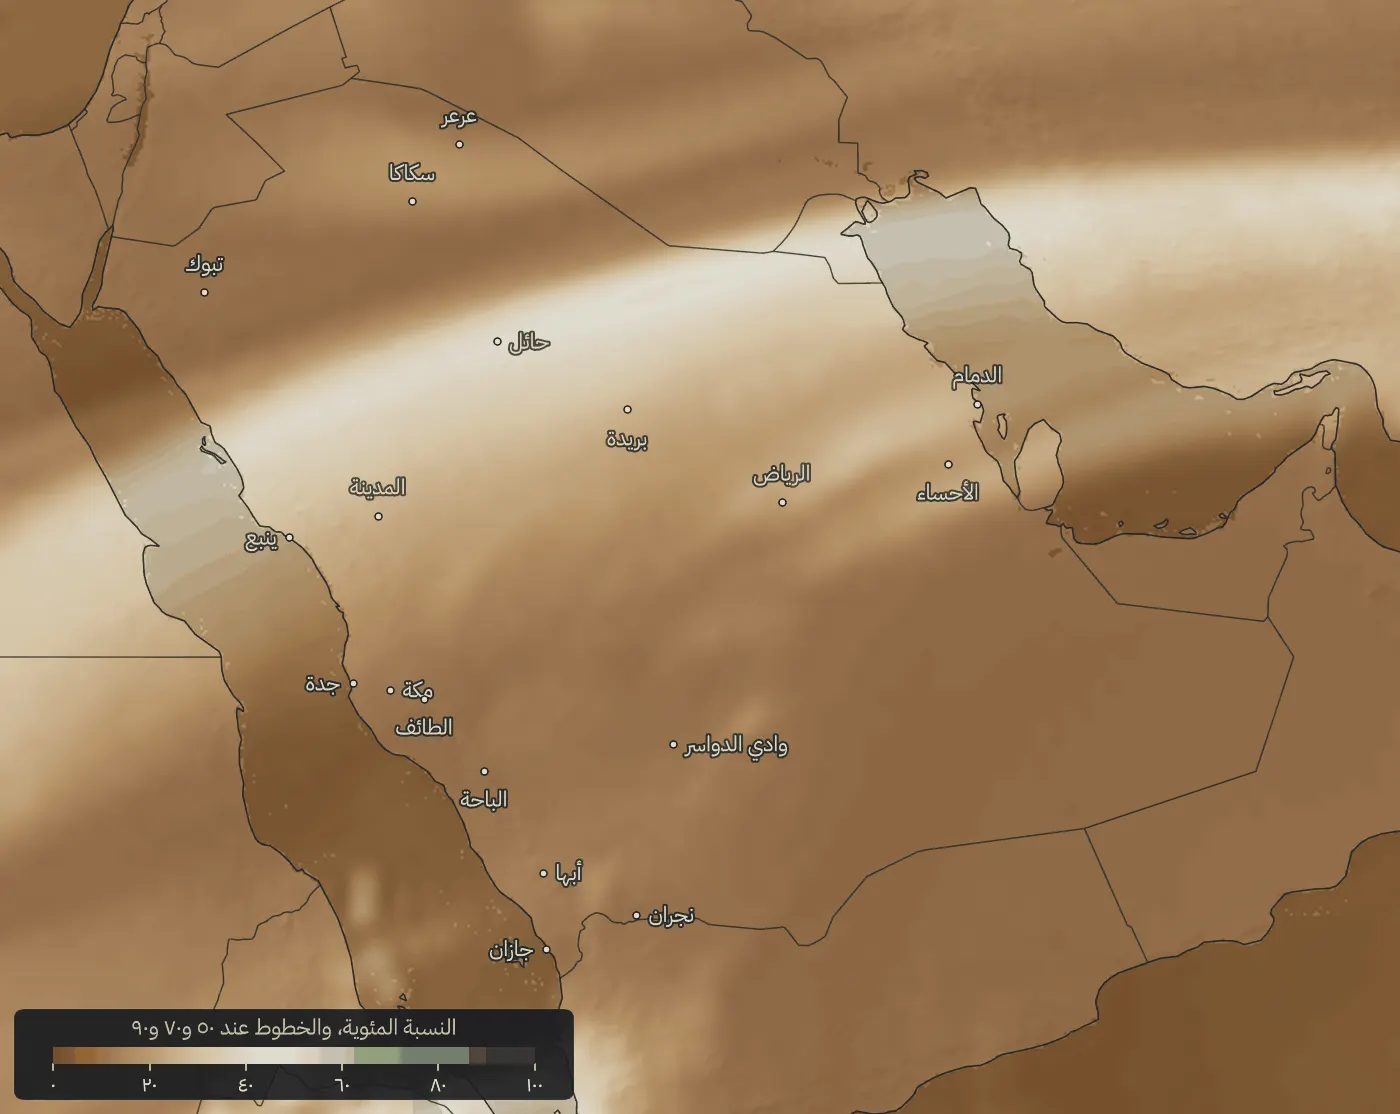 عرعر
سكاكا
تبوك
حائل
الدمام
بريدة
الرياض
الأحساء
المدينة
ينبع
جدة
مكة
الطائف
وادي الدواسر
الباحة
أبها
نجران
جازان
النسبة المئوية، والخطوط عند ٥٠ و٧٠ و٩٠
٠ ٢٠ ٤٠ ٦٠ ٨٠ ١٠٠